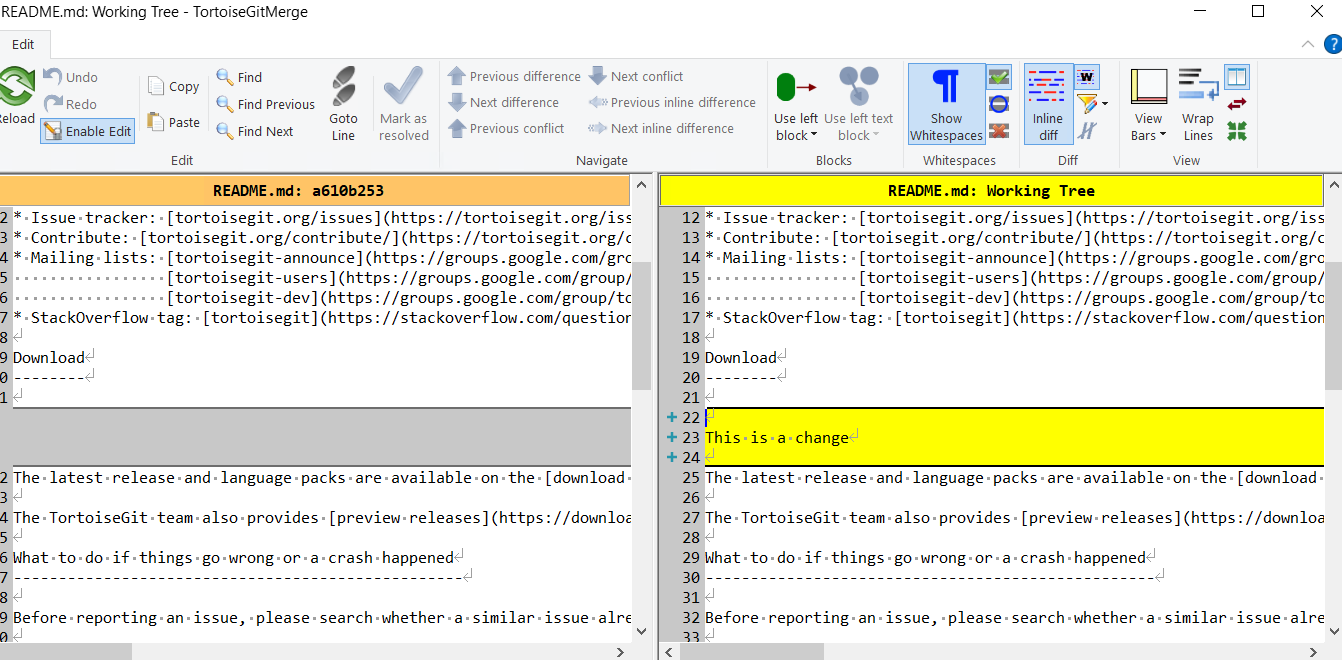 README.md: Working Tree - TortoiseGitMerge
Edit
?
Reload
Undo
Redo
Enable Edit
Copy
Paste
Find
Find Previous
Find Next
Goto Line
Mark as resolved
Edit
Previous difference
Next difference
Previous conflict
Next conflict
Previous inline difference
Next inline difference
Navigate
Use left block
Use left text block
Blocks
Show Whitespaces
Whitespaces
Inline diff
W
Diff
View Bars
Wrap Lines
View
README.md: a610b253
2 * Issue tracker: [tortoisegit.org/issues](https://tortoisegit.org/iss
3 * Contribute: [tortoisegit.org/contribute/](https://tortoisegit.org/c
4 * Mailing lists: [tortoisegit-announce](https://groups.google.com/gro
5 [tortoisegit-users](https://groups.google.com/group/
6 [tortoisegit-dev](https://groups.google.com/group/to
7 * StackOverflow tag: [tortoisegit](https://stackoverflow.com/question
8
9 Download
0 --------
1
2 The latest release and language packs are available on the [download
3
4 The TortoiseGit team also provides [preview releases](https://downloa
5
6 What to do if things go wrong or a crash happened
7 ---------------------------------------------
8
9 Before reporting an issue, please search whether a similar issue alre
0
README.md: Working Tree
12 * Issue tracker: [tortoisegit.org/issues](https://tortoisegit.org/iss
13 * Contribute: [tortoisegit.org/contribute/](https://tortoisegit.org/c
14 * Mailing lists: [tortoisegit-announce](https://groups.google.com/gro
15 [tortoisegit-users](https://groups.google.com/group/
16 [tortoisegit-dev](https://groups.google.com/group/to
17 * StackOverflow tag: [tortoisegit](https://stackoverflow.com/question
18
19 Download
20 --------
21
+ 22
+ 23 This is a change
+ 24
25 The latest release and language packs are available on the [download
26
27 The TortoiseGit team also provides [preview releases](https://downloa
28
29 What to do if things go wrong or a crash happened
30 ---------------------------------------------
31
32 Before reporting an issue, please search whether a similar issue alre
33